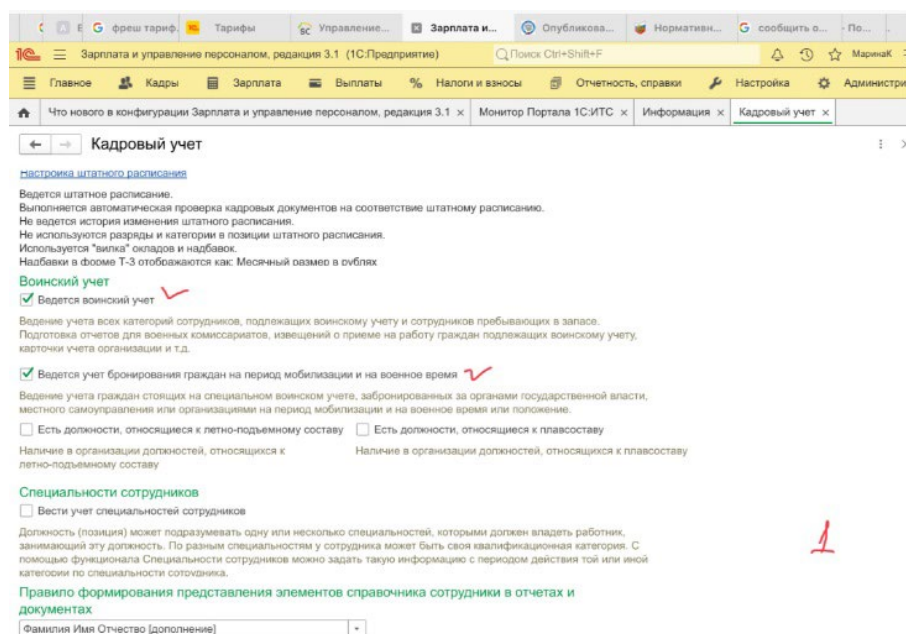 фреш тариф.
Тарифы
Управление...
Зарплата и...
Опубликова...
Нормативн...
сообщить о...
- По...
1С Зарплата и управление персоналом, редакция 3.1 (1С:Предприятие) Поиск Ctrl+Shift+F МаринаК
Главное Кадры Зарплата Выплаты Налоги и взносы Отчетность, справки Настройка Администри
Что нового в конфигурации Зарплата и управление персоналом, редакция 3.1 × Монитор Портала 1С:ИТС × Информация × Кадровый учет ×
Кадровый учет
Настройка штатного расписания
Ведется штатное расписание.
Выполняется автоматическая проверка кадровых документов на соответствие штатному расписанию.
Не ведется история изменения штатного расписания.
Не используются разряды и категории в позиции штатного расписания.
Используется "вилка" окладов и надбавок.
Надбавки в форме Т-3 отображаются как: Месячный размер в рублях
Воинский учет
Ведется воинский учет
Ведение учета всех категорий сотрудников, подлежащих воинскому учету и сотрудников пребывающих в запасе.
Подготовка отчетов для военных комиссариатов, извещений о приеме на работу граждан подлежащих воинскому учету,
карточки учета организации и т.д.
Ведется учет бронирования граждан на период мобилизации и на военное время
Ведение учета граждан стоящих на специальном воинском учете, забронированных за органами государственной власти,
местного самоуправления или организациями на период мобилизации и на военное время или положение.
Есть должности, относящиеся к летно-подъемному составу Есть должности, относящиеся к плавсоставу
Наличие в организации должностей, относящихся к Наличие в организации должностей, относящихся к плавсоставу
летно-подъемному составу
Специальности сотрудников
Вести учет специальностей сотрудников
Должность (позиция) может подразумевать одну или несколько специальностей, которыми должен владеть работник,
занимающий эту должность. По разным специальностям у сотрудника может быть своя квалификационная категория. С
помощью функционала Специальности сотрудников можно задать такую информацию с периодом действия той или иной
категории по специальности сотрудника.
1
Правило формирования представления элементов справочника сотрудники в отчетах и
документах
Фамилия Имя Отчество [дополнение]